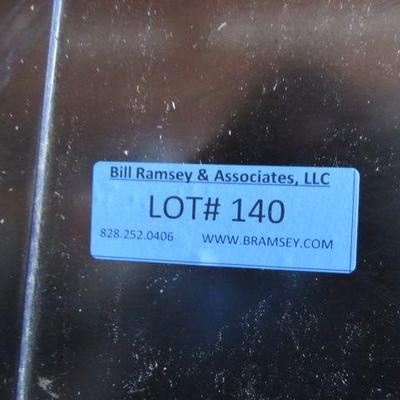 Bill Ramsey & Associates, LLC
LOT# 140
828.252.0406 WWW.BRAMSEY.COM